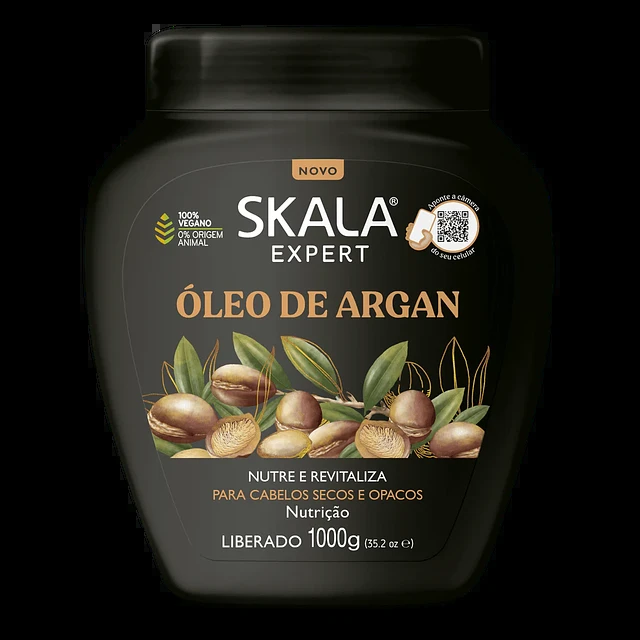 NOVO
SKALA®
EXPERT
100%
VEGANO
0% ORIGEM
ANIMAL
Aponte a câmera
do seu celular
ÓLEO DE ARGAN
NUTRE E REVITALIZA
PARA CABELOS SECOS E OPACOS
Nutrição
LIBERADO 1000g (35.2 oz ℮)